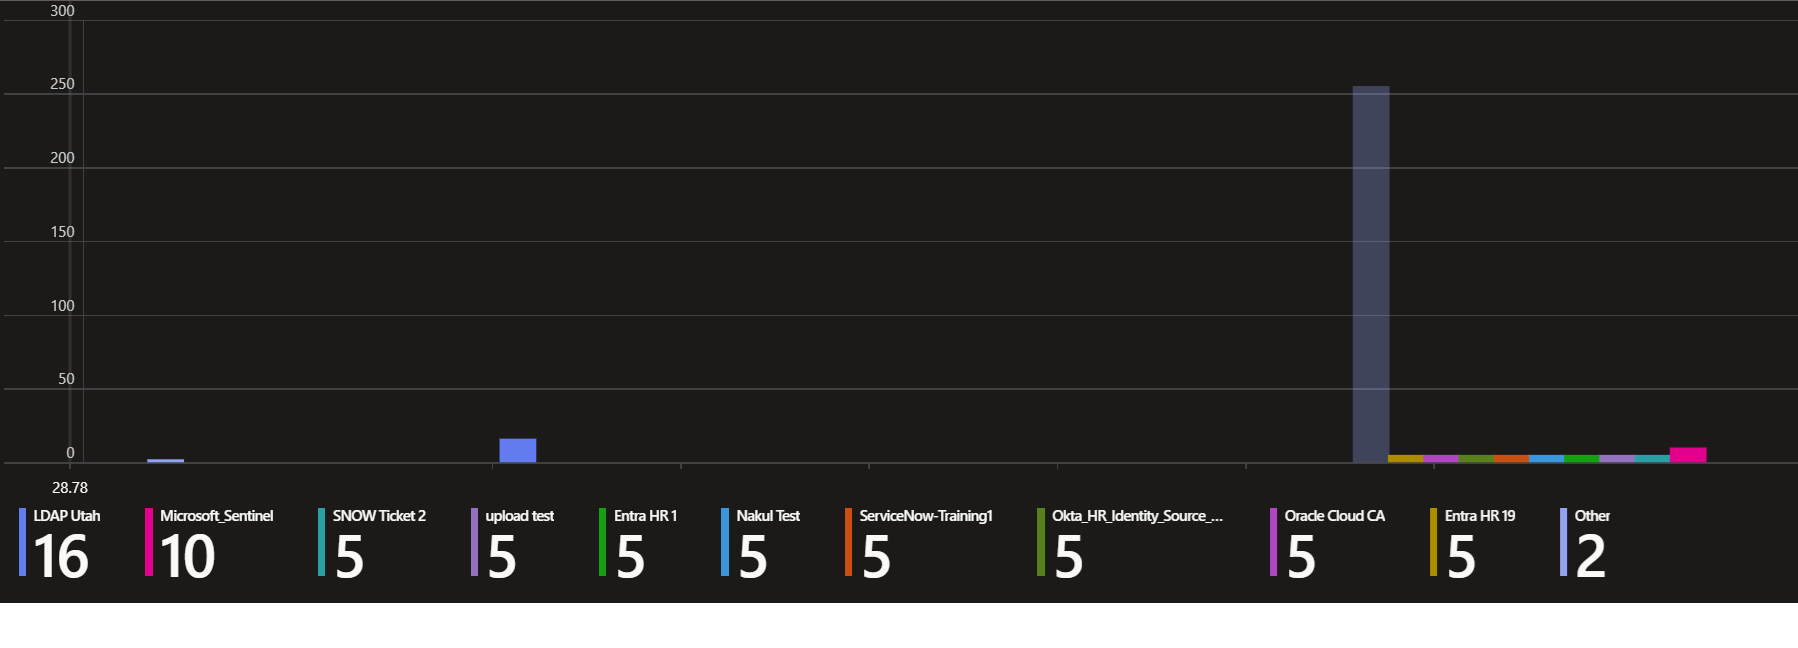 300
250
200
150
100
50
0
28.78
LDAP Utah
16
Microsoft_Sentinel
10
SNOW Ticket 2
5
upload test
5
Entra HR 1
5
Nakul Test
5
ServiceNow-Training1
5
Okta_HR_Identity_Source_...
5
Oracle Cloud CA
5
Entra HR 19
5
Other
2